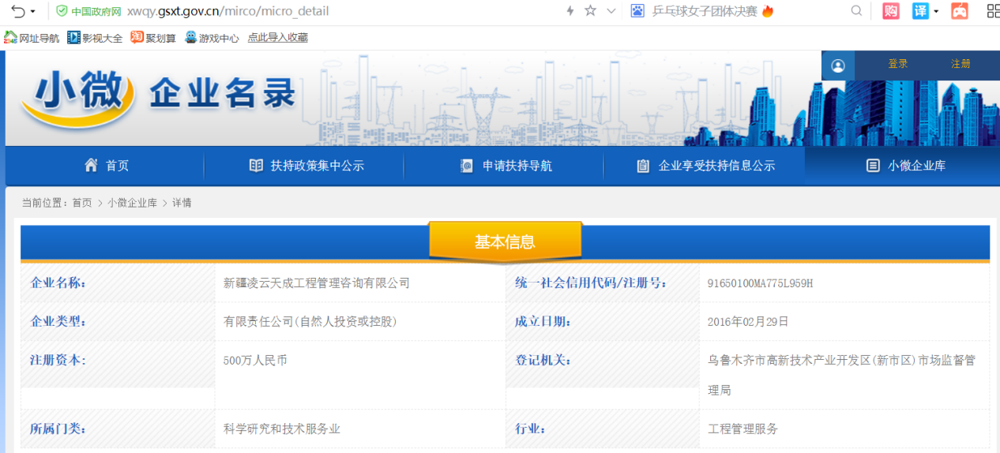 中国政府网 xwqy.gsxt.gov.cn/mirco/micro_detail 乒乓球女子团体决赛 购 译
网址导航 影视大全 淘 聚划算 游戏中心 点此导入收藏
登录 注册
小微 企业名录
首页 扶持政策集中公示 申请扶持导航 企业享受扶持信息公示 小微企业库
当前位置：首页 > 小微企业库 > 详情
基本信息
企业名称： 新疆凌云天成工程管理咨询有限公司 统一社会信用代码/注册号： 91650100MA775L959H
企业类型： 有限责任公司(自然人投资或控股) 成立日期： 2016年02月29日
注册资本： 500万人民币 登记机关： 乌鲁木齐市高新技术产业开发区(新市区)市场监督管
理局
所属门类： 科学研究和技术服务业 行业： 工程管理服务